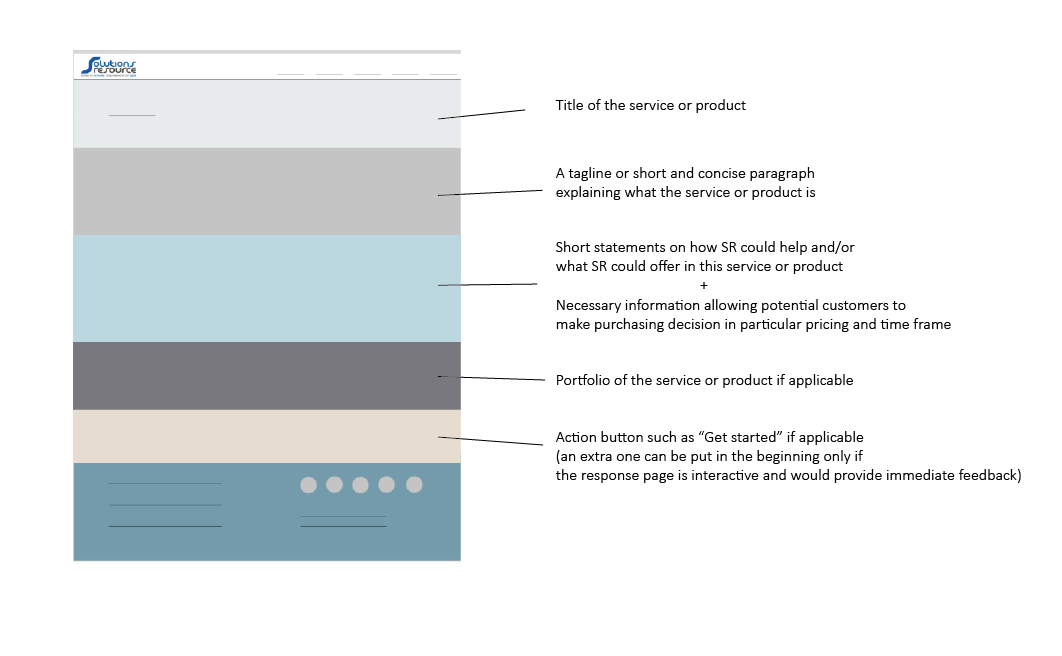 Solutions
resource
Title of the service or product
A tagline or short and concise paragraph
explaining what the service or product is
Short statements on how SR could help and/or
what SR could offer in this service or product
+
Necessary information allowing potential customers to
make purchasing decision in particular pricing and time frame
Portfolio of the service or product if applicable
Action button such as “Get started” if applicable
(an extra one can be put in the beginning only if
the response page is interactive and would provide immediate feedback)